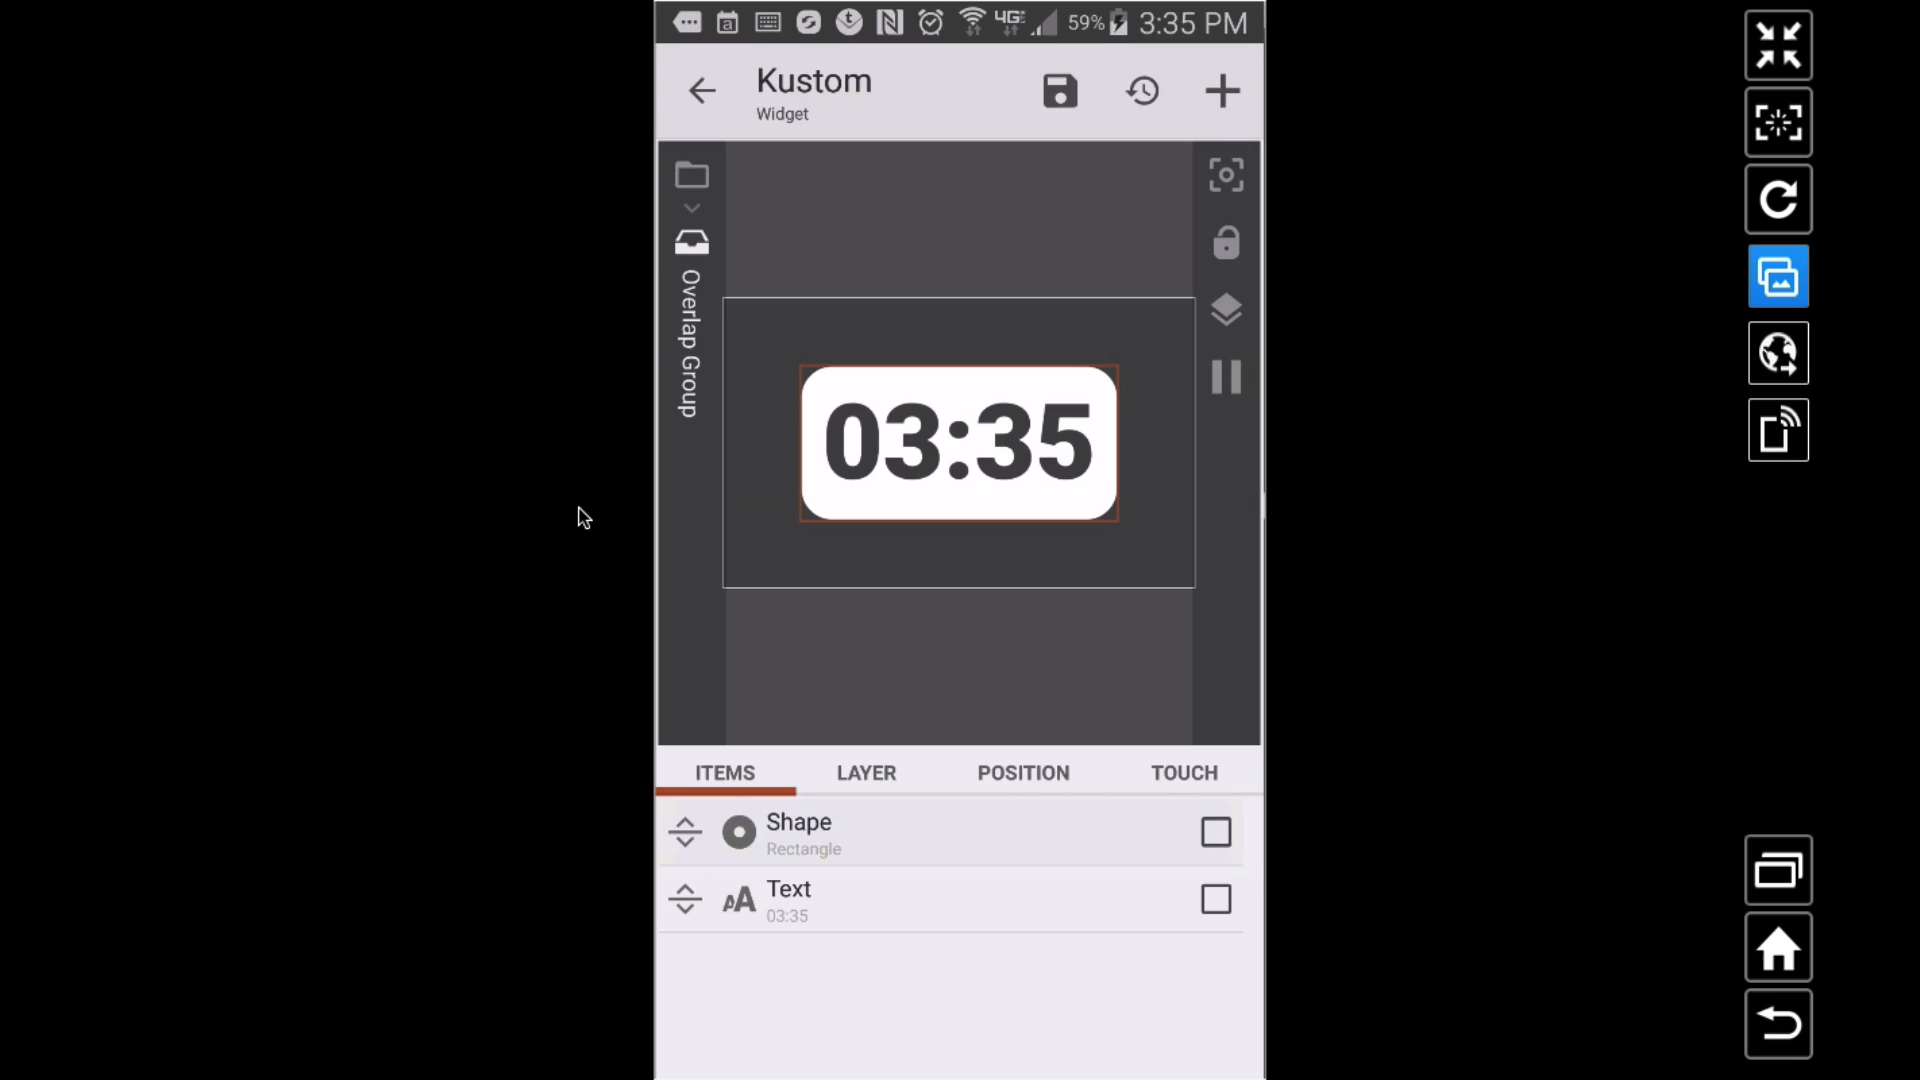 4G 59% 3:35 PM
Kustom
Widget
Overlap Group
03:35
ITEMS LAYER POSITION TOUCH
Shape
Rectangle
Text
03:35